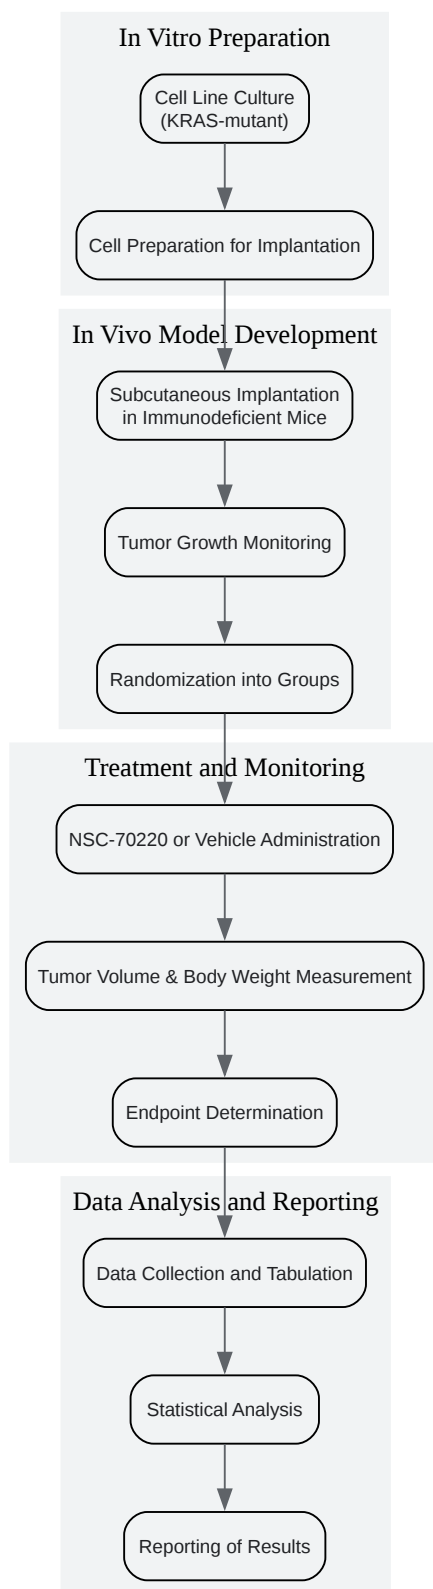 In Vitro Preparation
Cell Line Culture
(KRAS-mutant)
Cell Preparation for Implantation
In Vivo Model Development
Subcutaneous Implantation
in Immunodeficient Mice
Tumor Growth Monitoring
Randomization into Groups
Treatment and Monitoring
NSC-70220 or Vehicle Administration
Tumor Volume & Body Weight Measurement
Endpoint Determination
Data Analysis and Reporting
Data Collection and Tabulation
Statistical Analysis
Reporting of Results